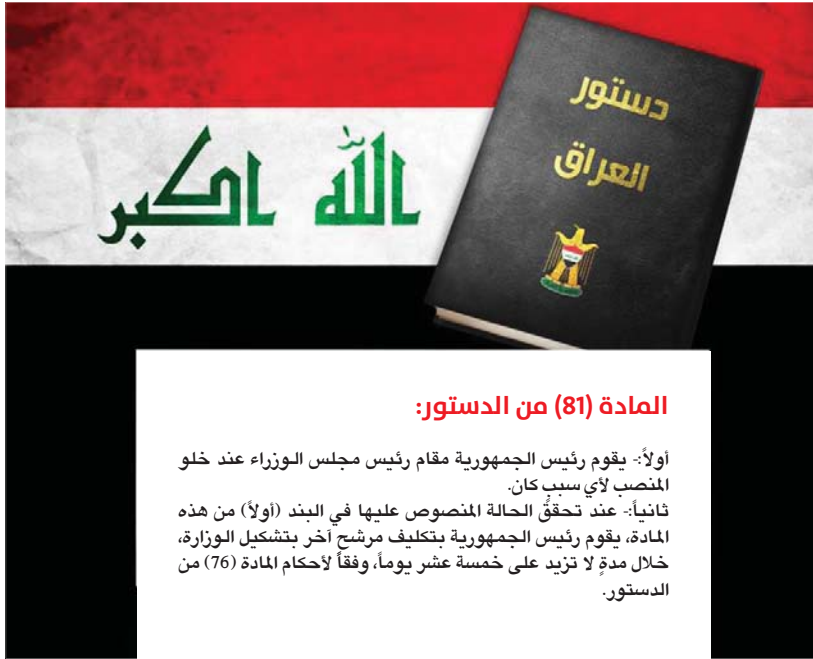 الله اكبر
دستور
العراق
المادة (81) من الدستور:
أولاً:- يقوم رئيس الجمهورية مقام رئيس مجلس الوزراء عند خلو
المنصب لأي سببٍ كان.
ثانياً:- عند تحققُ الحالة المنصوص عليها في البند (أولاً) من هذه
المادة، يقوم رئيس الجمهورية بتكليف مرشحٍ آخر بتشكيل الوزارة،
خلال مدةٍ لا تزيد على خمسة عشر يوماً، وفقاً لأحكام المادة (76) من
الدستور.